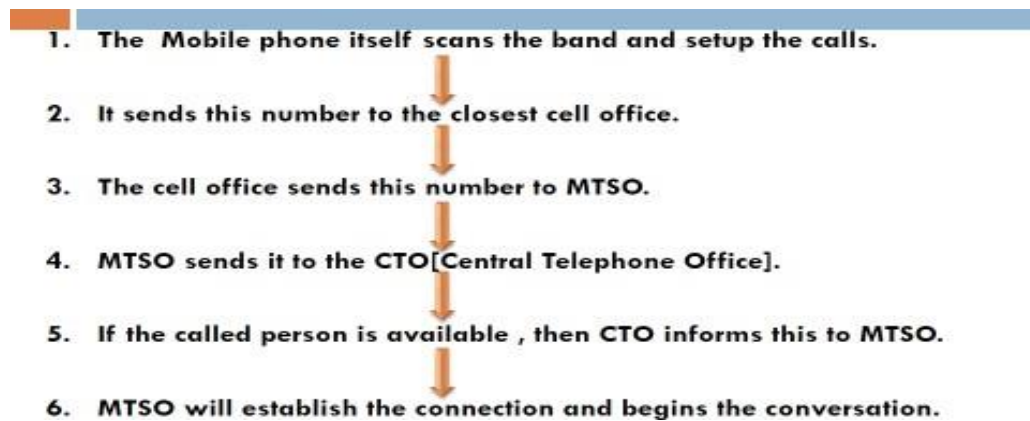 1. The Mobile phone itself scans the band and setup the calls.
2. It sends this number to the closest cell office.
3. The cell office sends this number to MTSO.
4. MTSO sends it to the CTO[Central Telephone Office].
5. If the called person is available , then CTO informs this to MTSO.
6. MTSO will establish the connection and begins the conversation.